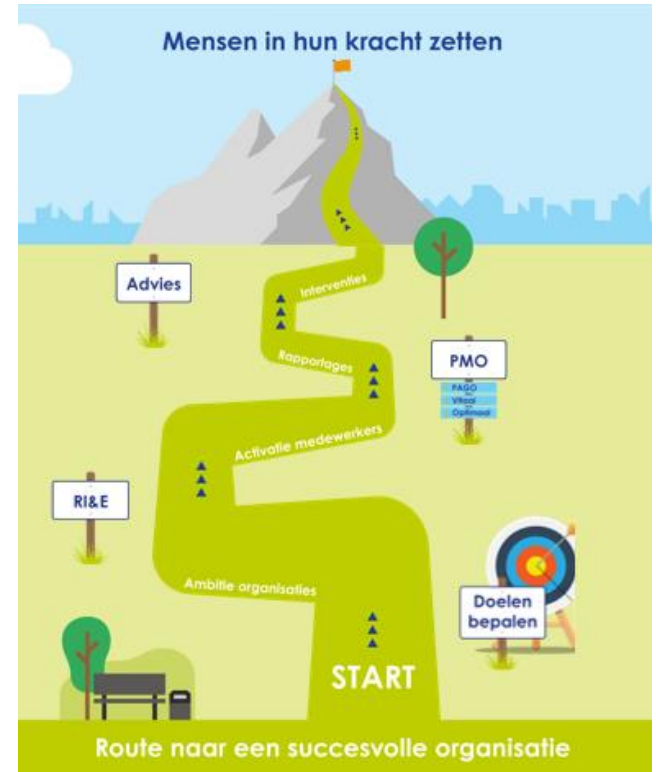 Mensen in hun kracht zetten
Interventies
Advies
Rapportages
PMO
PAGO
Vitaal
Optimaal
Activatie medewerkers
RI&E
Ambitie organisaties
Doelen
bepalen
START
Route naar een succesvolle organisatie